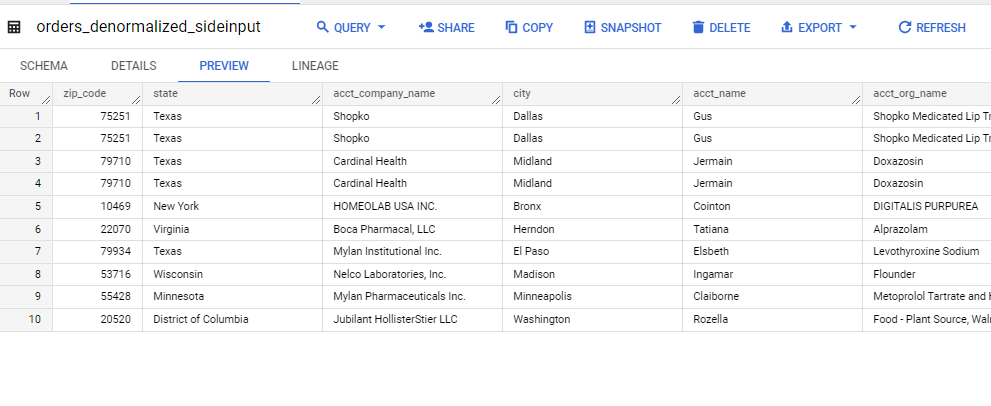 orders_denormalized_sideinput QUERY SHARE COPY SNAPSHOT DELETE EXPORT REFRESH
SCHEMA DETAILS PREVIEW LINEAGE
Row zip_code state acct_company_name city acct_name acct_org_name
1 75251 Texas Shopko Dallas Gus Shopko Medicated Lip Tr
2 75251 Texas Shopko Dallas Gus Shopko Medicated Lip Tr
3 79710 Texas Cardinal Health Midland Jermain Doxazosin
4 79710 Texas Cardinal Health Midland Jermain Doxazosin
5 10469 New York HOMEOLAB USA INC. Bronx Cointon DIGITALIS PURPUREA
6 22070 Virginia Boca Pharmacal, LLC Herndon Tatiana Alprazolam
7 79934 Texas Mylan Institutional Inc. El Paso Elsbeth Levothyroxine Sodium
8 53716 Wisconsin Nelco Laboratories, Inc. Madison Ingamar Flounder
9 55428 Minnesota Mylan Pharmaceuticals Inc. Minneapolis Claiborne Metoprolol Tartrate and H
10 20520 District of Columbia Jubilant HollisterStier LLC Washington Rozella Food - Plant Source, Waln